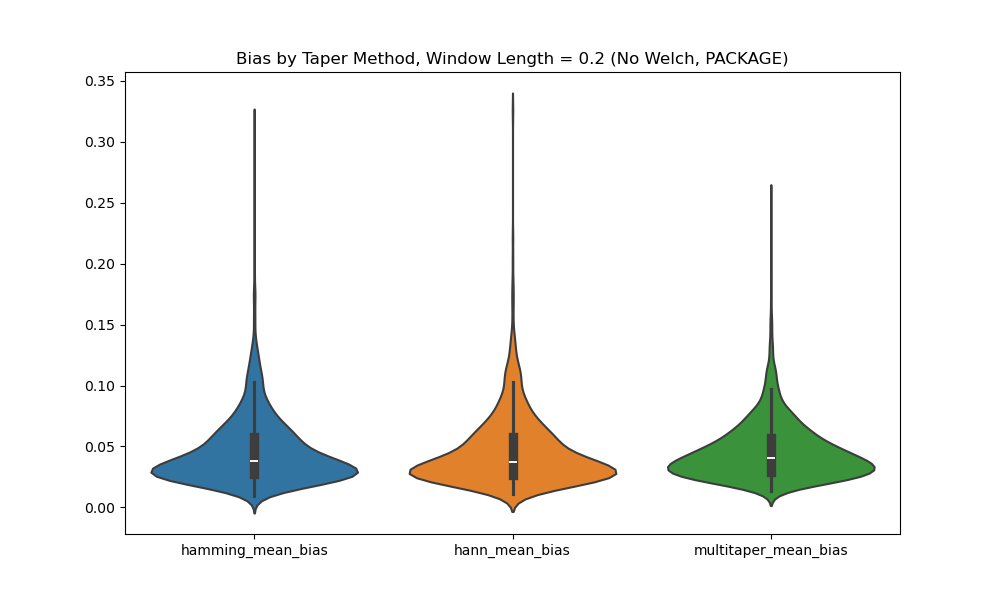 Bias by Taper Method, Window Length = 0.2 (No Welch, PACKAGE)
0.35
0.30
0.25
0.20
0.15
0.10
0.05
0.00
hamming_mean_bias
hann_mean_bias
multitaper_mean_bias